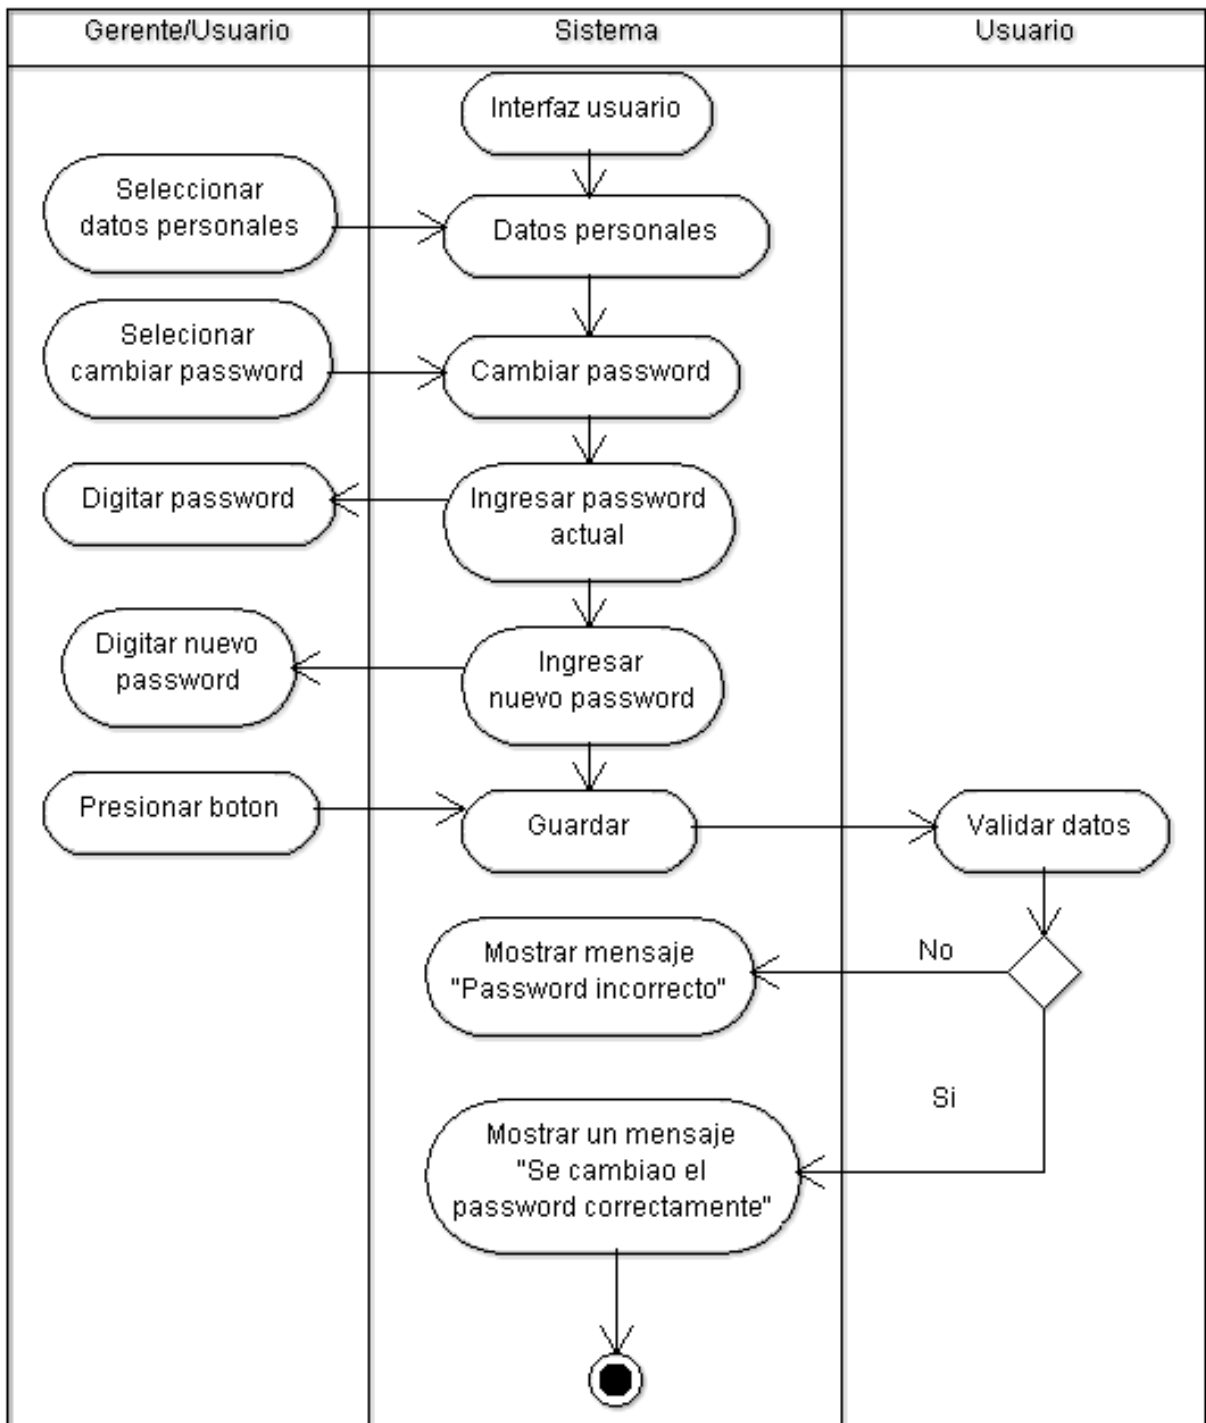 Gerente/Usuario
Sistema
Usuario
Interfaz usuario
Seleccionar
datos personales
Datos personales
Selecionar
cambiar password
Cambiar password
Digitar password
Ingresar password
actual
Digitar nuevo
password
Ingresar
nuevo password
Presionar boton
Guardar
Validar datos
Mostrar mensaje
"Password incorrecto"
No
Si
Mostrar un mensaje
"Se cambiao el
password correctamente"